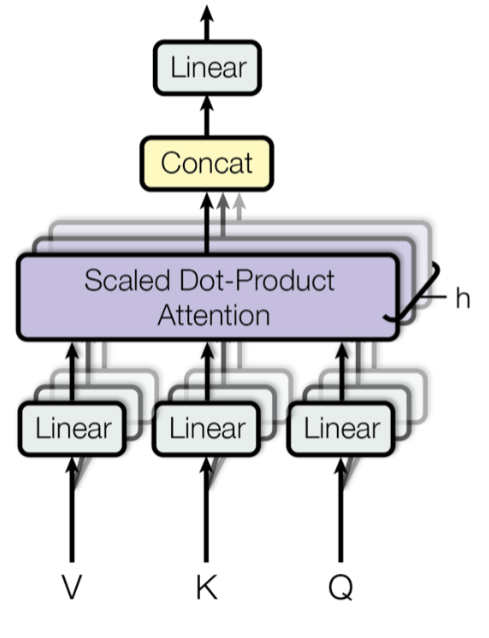 Linear
Concat
Scaled Dot-Product
Attention
h
Linear Linear Linear
V K Q